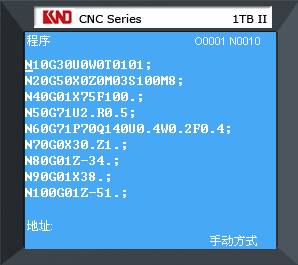 KND CNC Series 1TB II
程序 O0001 N0010
N10G30U0W0T0101;
N20G50X0Z0M03S100M8;
N40G01X75F100.;
N50G71U2.R0.5;
N60G71P70Q140U0.4W0.2F0.4;
N70G0X30.Z1.;
N80G01Z-34.;
N90G01X38.;
N100G01Z-51.;
地址:
手动方式